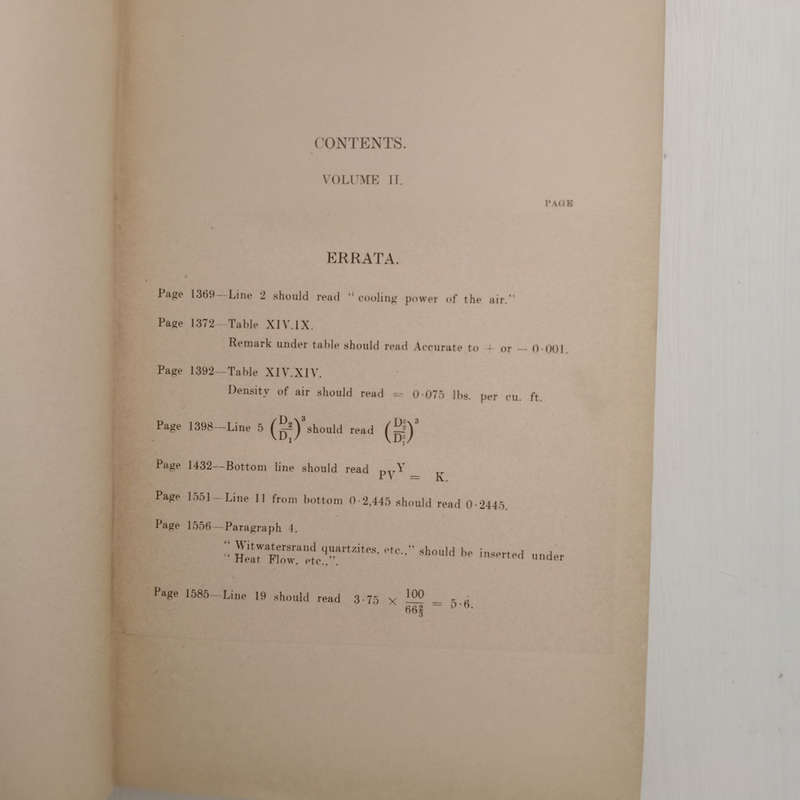 CONTENTS.
VOLUME II.
PAGE
ERRATA.
Page 1369—Line 2 should read "cooling power of the air."
Page 1372—Table XIV.IX.
Remark under table should read Accurate to + or — 0·001.
Page 1392—Table XIV.XIV.
Density of air should read = 0·075 lbs. per cu. ft.
Page 1398—Line 5 (D₂/D₁)³ should read (D₂²/D₁²)³
Page 1432—Bottom line should read PVʸ = K.
Page 1551—Line 11 from bottom 0·2,445 should read 0·2445.
Page 1556—Paragraph 4.
"Witwatersrand quartzites, etc.," should be inserted under
"Heat Flow, etc.,".
Page 1585—Line 19 should read 3·75 × 100/66⅔ = 5·6.